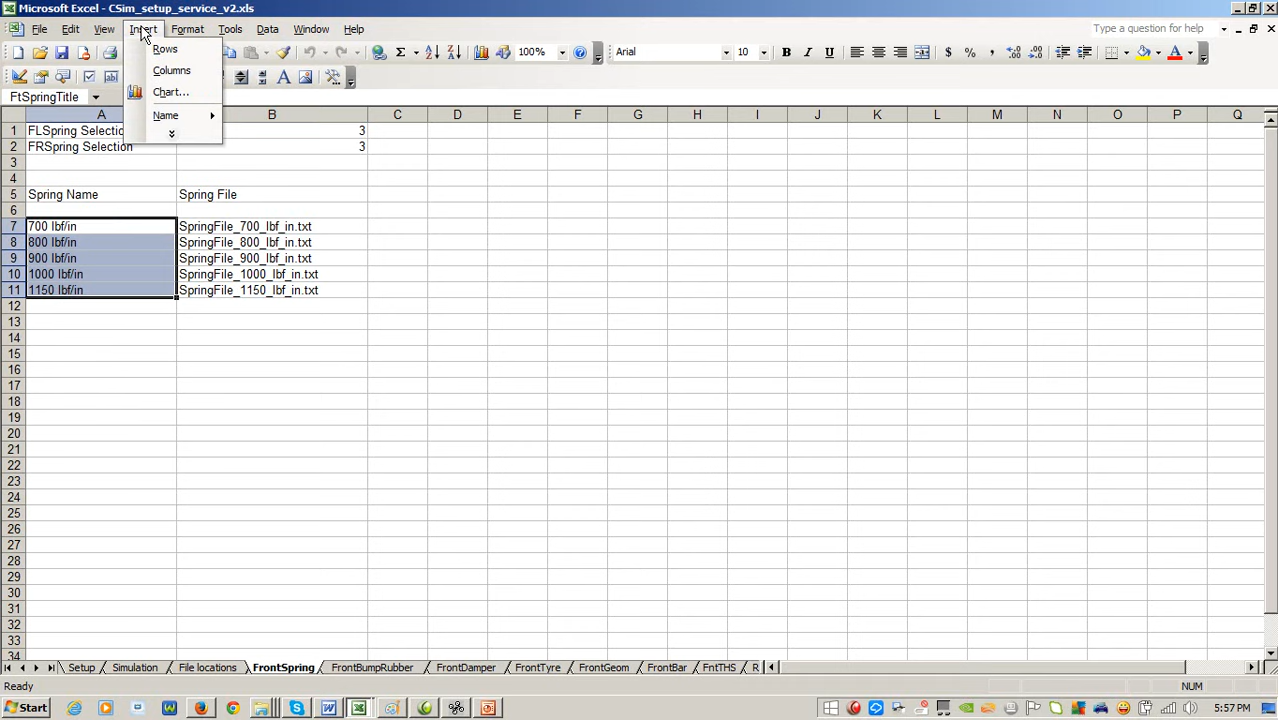 Microsoft Excel - CSim_setup_service_v2.xls
File Edit View Insert Format Tools Data Window Help Type a question for help
100% Arial 10 B I U $ % ,
FtSpringTitle
Rows
Columns
Chart...
Name
A B C D E F G H I J K L M N O P Q
1 FLSpring Selection 3
2 FRSpring Selection 3
3
4
5 Spring Name Spring File
6
7 700 lbf/in SpringFile_700_lbf_in.txt
8 800 lbf/in SpringFile_800_lbf_in.txt
9 900 lbf/in SpringFile_900_lbf_in.txt
10 1000 lbf/in SpringFile_1000_lbf_in.txt
11 1150 lbf/in SpringFile_1150_lbf_in.txt
12
13
14
15
16
17
18
19
20
21
22
23
24
25
26
27
28
29
30
31
32
33
34
Setup Simulation File locations FrontSpring FrontBumpRubber FrontDamper FrontTyre FrontGeom FrontBar FntTHS R
Ready NUM
Start 5:57 PM